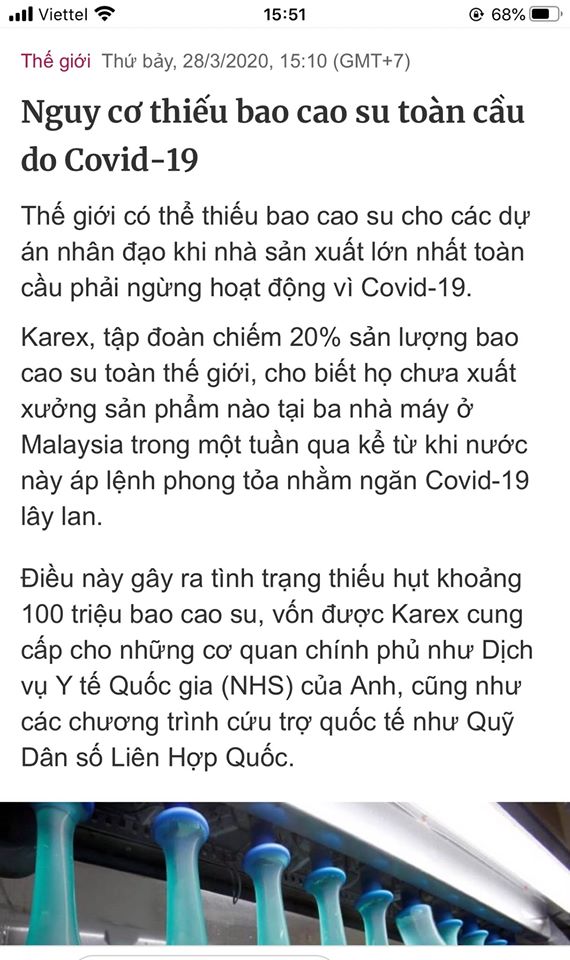 Viettel 15:51 68%
Thế giới Thứ bảy, 28/3/2020, 15:10 (GMT+7)
Nguy cơ thiếu bao cao su toàn cầu
do Covid-19
Thế giới có thể thiếu bao cao su cho các dự
án nhân đạo khi nhà sản xuất lớn nhất toàn
cầu phải ngừng hoạt động vì Covid-19.
Karex, tập đoàn chiếm 20% sản lượng bao
cao su toàn thế giới, cho biết họ chưa xuất
xưởng sản phẩm nào tại ba nhà máy ở
Malaysia trong một tuần qua kể từ khi nước
này áp lệnh phong tỏa nhằm ngăn Covid-19
lây lan.
Điều này gây ra tình trạng thiếu hụt khoảng
100 triệu bao cao su, vốn được Karex cung
cấp cho những cơ quan chính phủ như Dịch
vụ Y tế Quốc gia (NHS) của Anh, cũng như
các chương trình cứu trợ quốc tế như Quỹ
Dân số Liên Hợp Quốc.